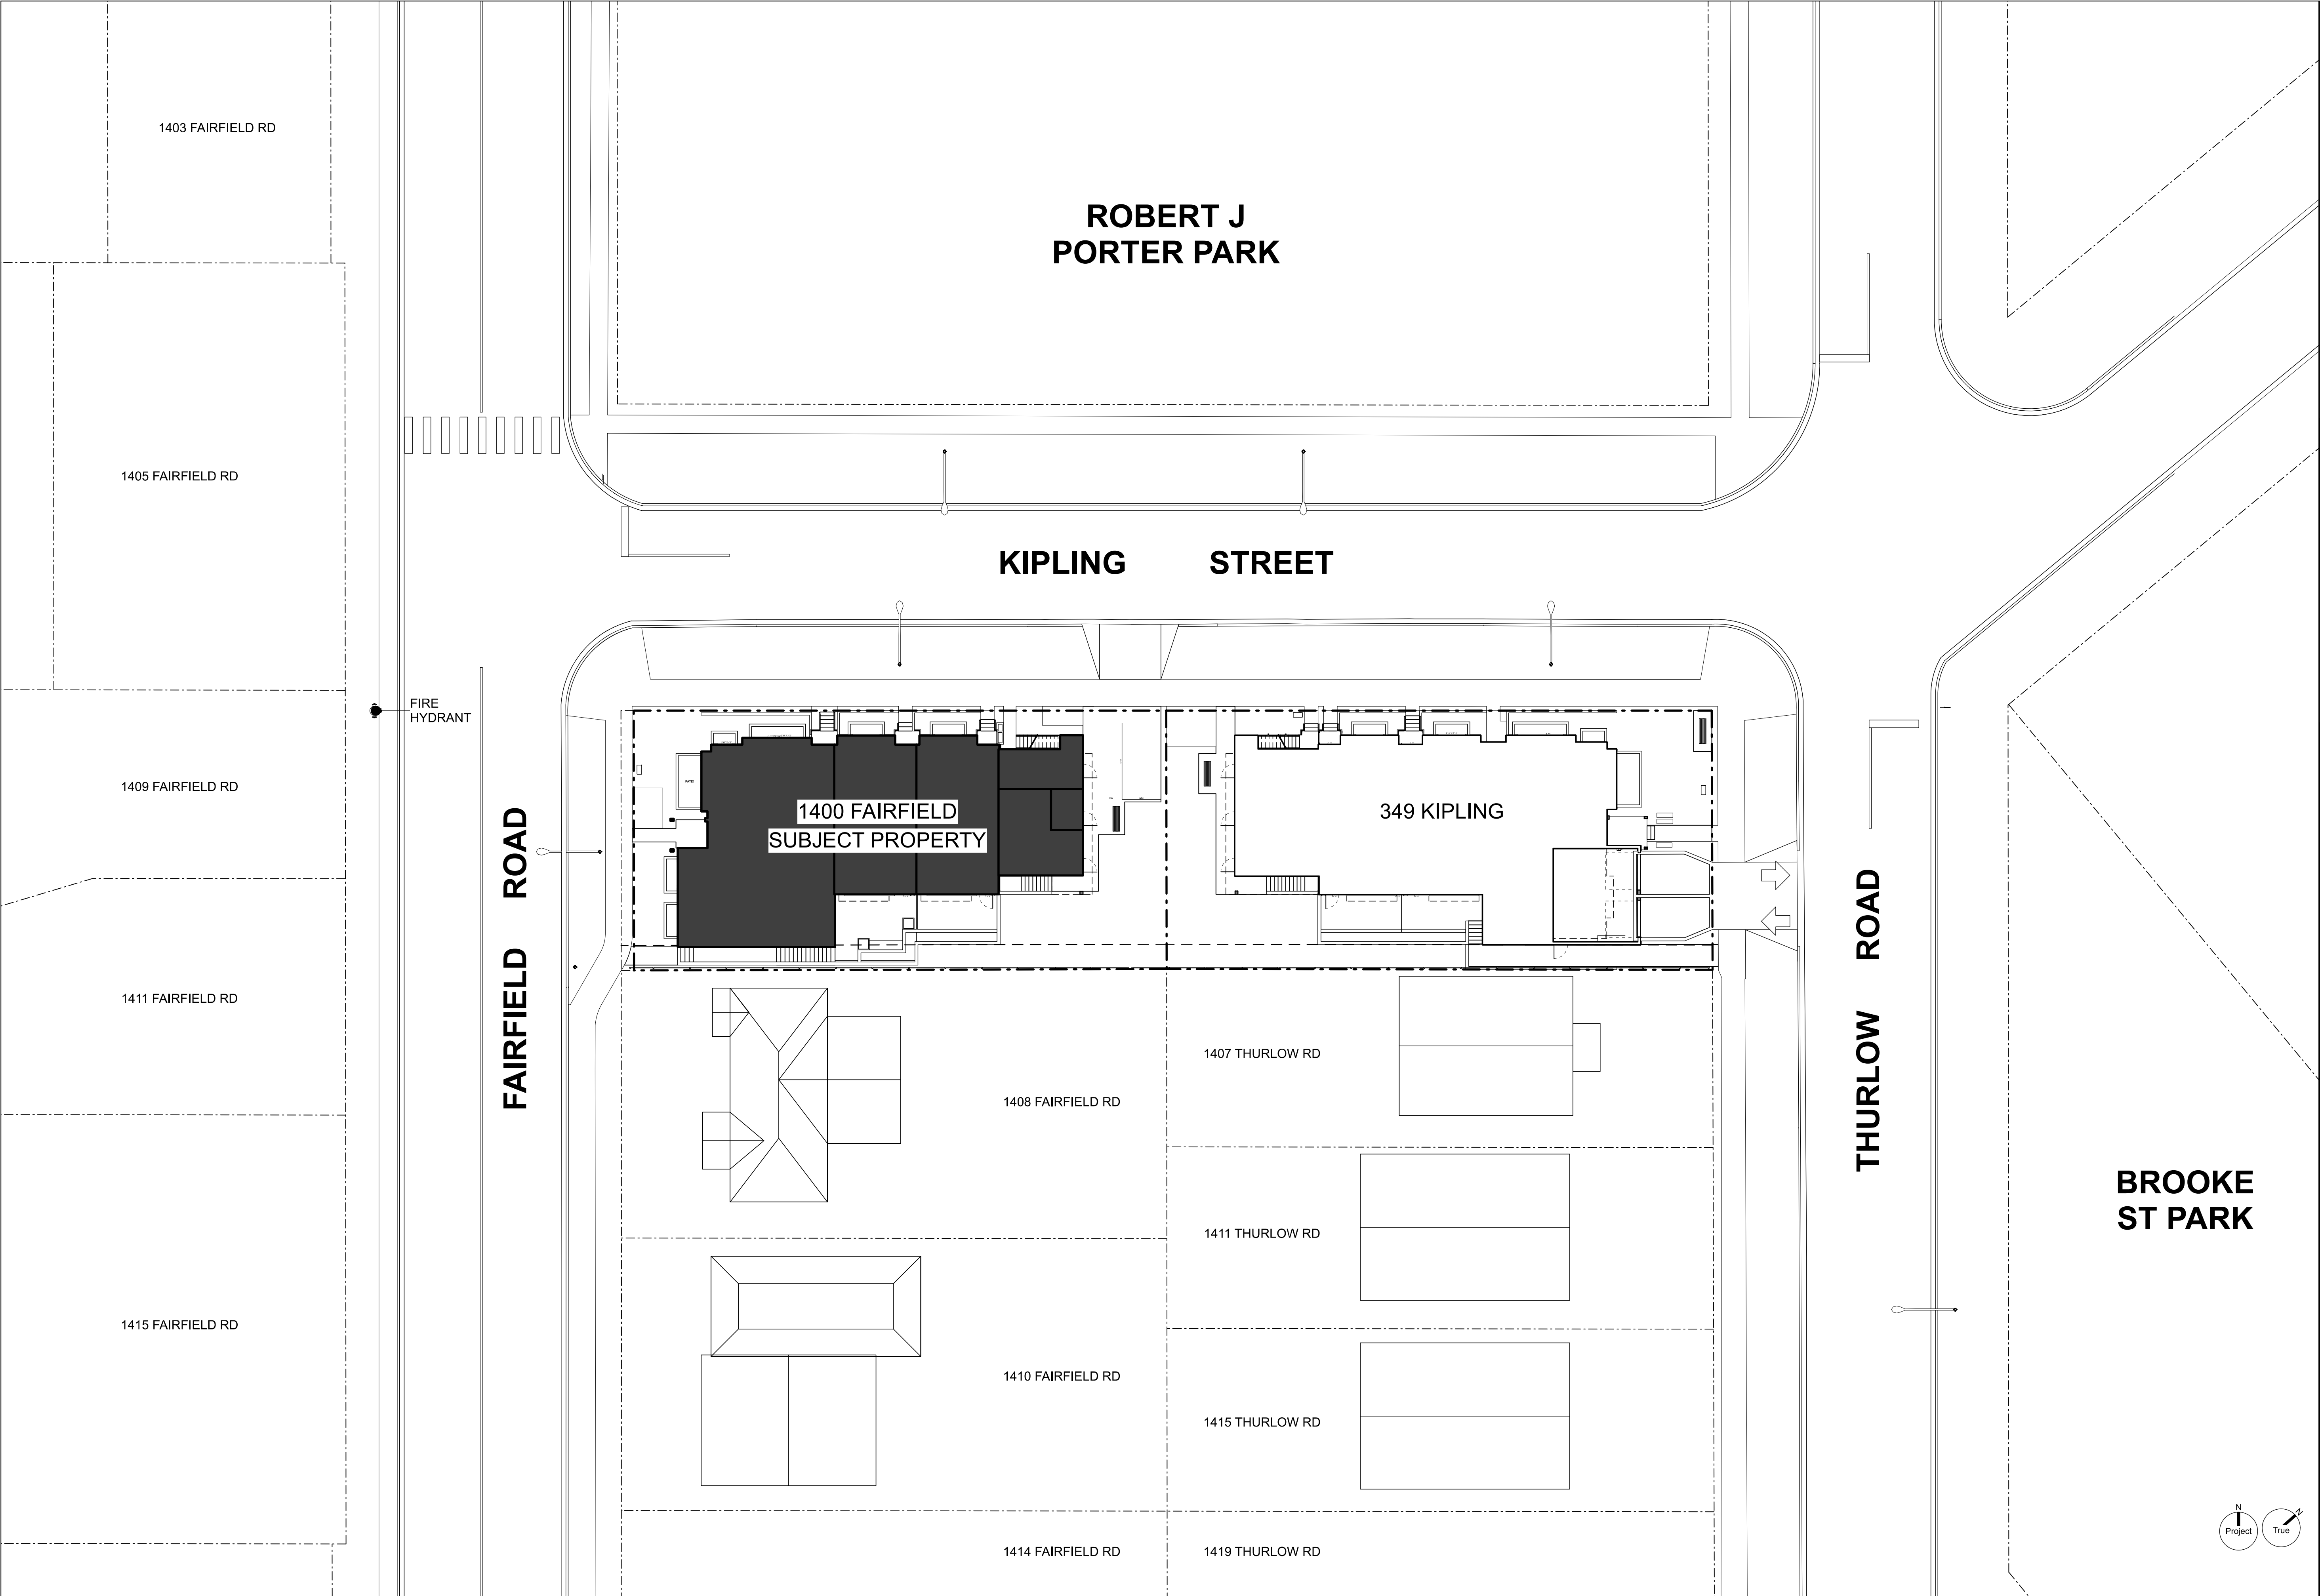 1403 FAIRFIELD RD
ROBERT J
PORTER PARK
1405 FAIRFIELD RD
KIPLING STREET
FIRE
HYDRANT
1409 FAIRFIELD RD
1400 FAIRFIELD
SUBJECT PROPERTY
349 KIPLING
FAIRFIELD ROAD
THURLOW ROAD
1411 FAIRFIELD RD
1407 THURLOW RD
1408 FAIRFIELD RD
BROOKE
ST PARK
1411 THURLOW RD
1415 FAIRFIELD RD
1410 FAIRFIELD RD
1415 THURLOW RD
N
Project
N
True
1414 FAIRFIELD RD
1419 THURLOW RD